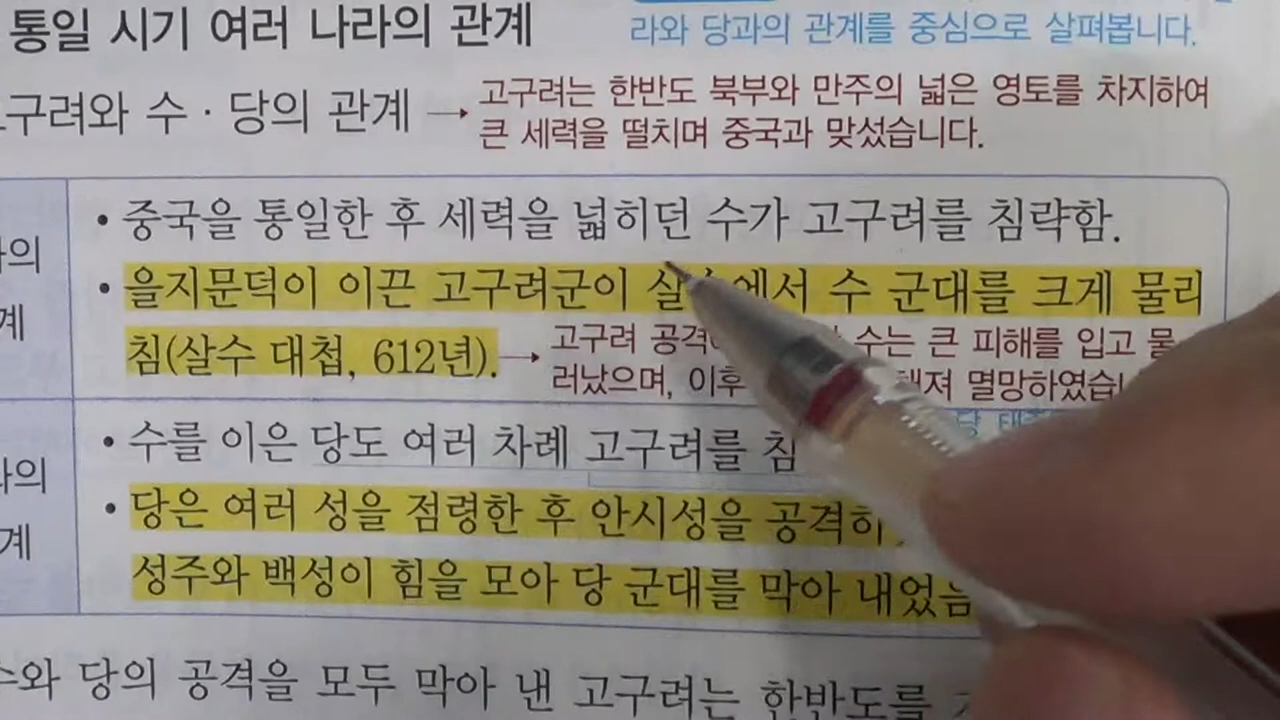 통일 시기 여러 나라의 관계
라와 당과의 관계를 중심으로 살펴봅니다.
고구려와 수 · 당의 관계 → 고구려는 한반도 북부와 만주의 넓은 영토를 차지하여
큰 세력을 떨치며 중국과 맞섰습니다.
• 중국을 통일한 후 세력을 넓히던 수가 고구려를 침략함.
의
• 을지문덕이 이끈 고구려군이 살수에서 수 군대를 크게 물리
계
침(살수 대첩, 612년). → 고구려 공격 수는 큰 피해를 입고 물
러났으며, 이후 해져 멸망하였습
당 태
• 수를 이은 당도 여러 차례 고구려를 침
의
• 당은 여러 성을 점령한 후 안시성을 공격하
계
성주와 백성이 힘을 모아 당 군대를 막아 내었음
수와 당의 공격을 모두 막아 낸 고구려는 한반도를